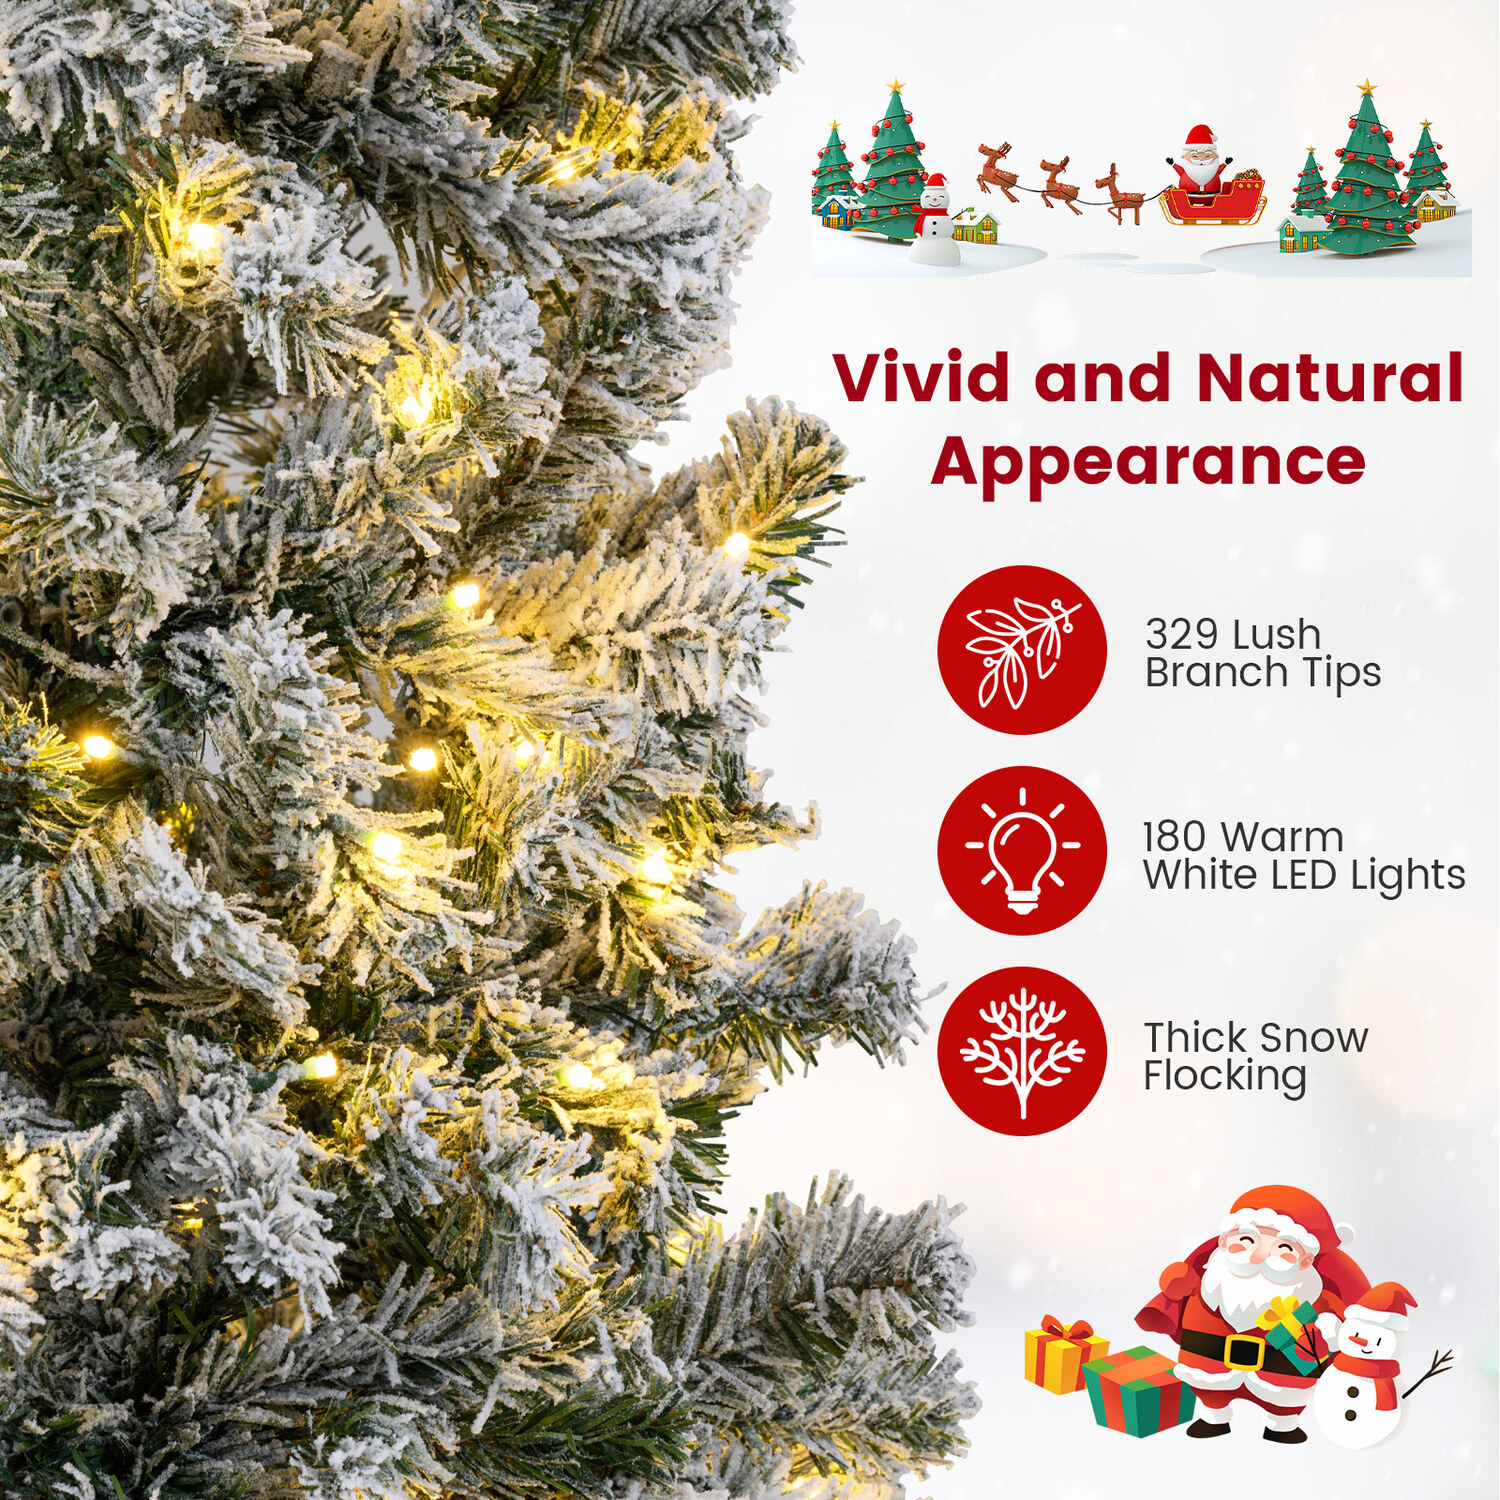 Vivid and Natural
Appearance
329 Lush
Branch Tips
180 Warm
White LED Lights
Thick Snow
Flocking